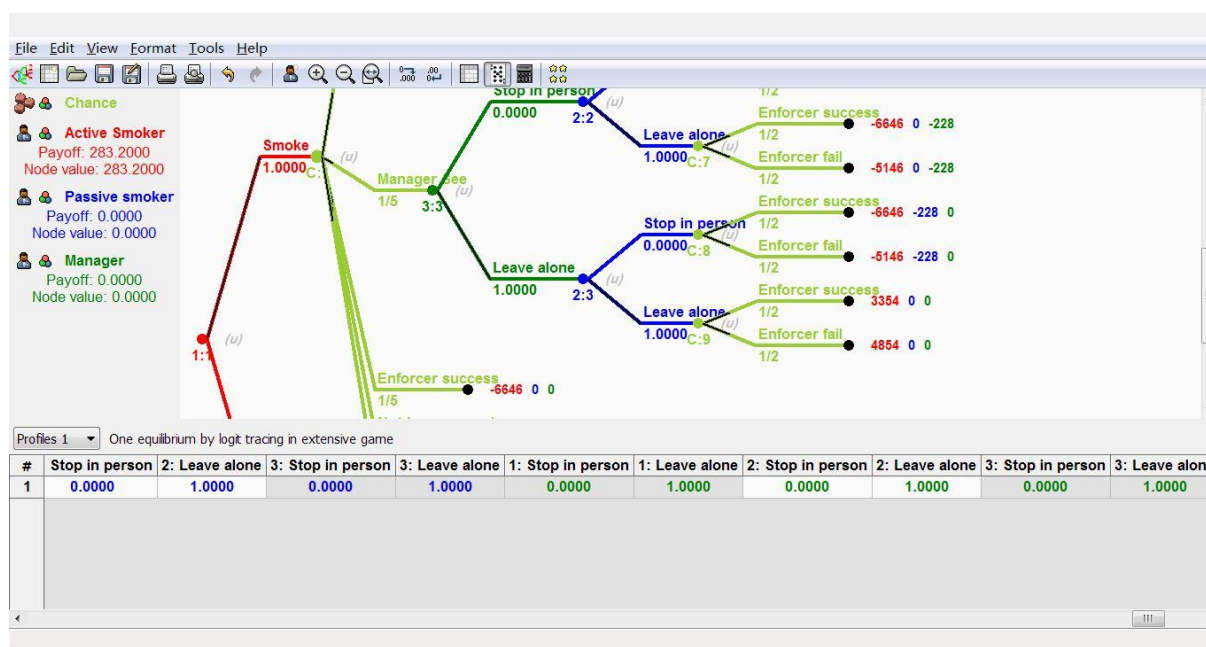 File Edit View Format Tools Help
Chance
Active Smoker
Payoff: 283.2000
Node value: 283.2000
Passive smoker
Payoff: 0.0000
Node value: 0.0000
Manager
Payoff: 0.0000
Node value: 0.0000
Smoke
1.0000
C:
(u)
1:1
(u)
Manager see
1/5
3:3
(u)
Stop in person
0.0000
2:2
(u)
Leave alone
1.0000
2:3
(u)
1/2
Leave alone
1.0000
C:7
(u)
Enforcer success
1/2
-6646 0 -228
Enforcer fail
1/2
-5146 0 -228
Stop in person
0.0000
C:8
(u)
Enforcer success
1/2
-6646 -228 0
Enforcer fail
1/2
-5146 -228 0
Leave alone
1.0000
C:9
(u)
Enforcer success
1/2
3354 0 0
Enforcer fail
1/2
4854 0 0
Enforcer success
1/5
-6646 0 0
Profiles 1 One equilibrium by logit tracing in extensive game
# Stop in person 2: Leave alone 3: Stop in person 3: Leave alone 1: Stop in person 1: Leave alone 2: Stop in person 2: Leave alone 3: Stop in person 3: Leave alon
1 0.0000 1.0000 0.0000 1.0000 0.0000 1.0000 0.0000 1.0000 0.0000 1.0000